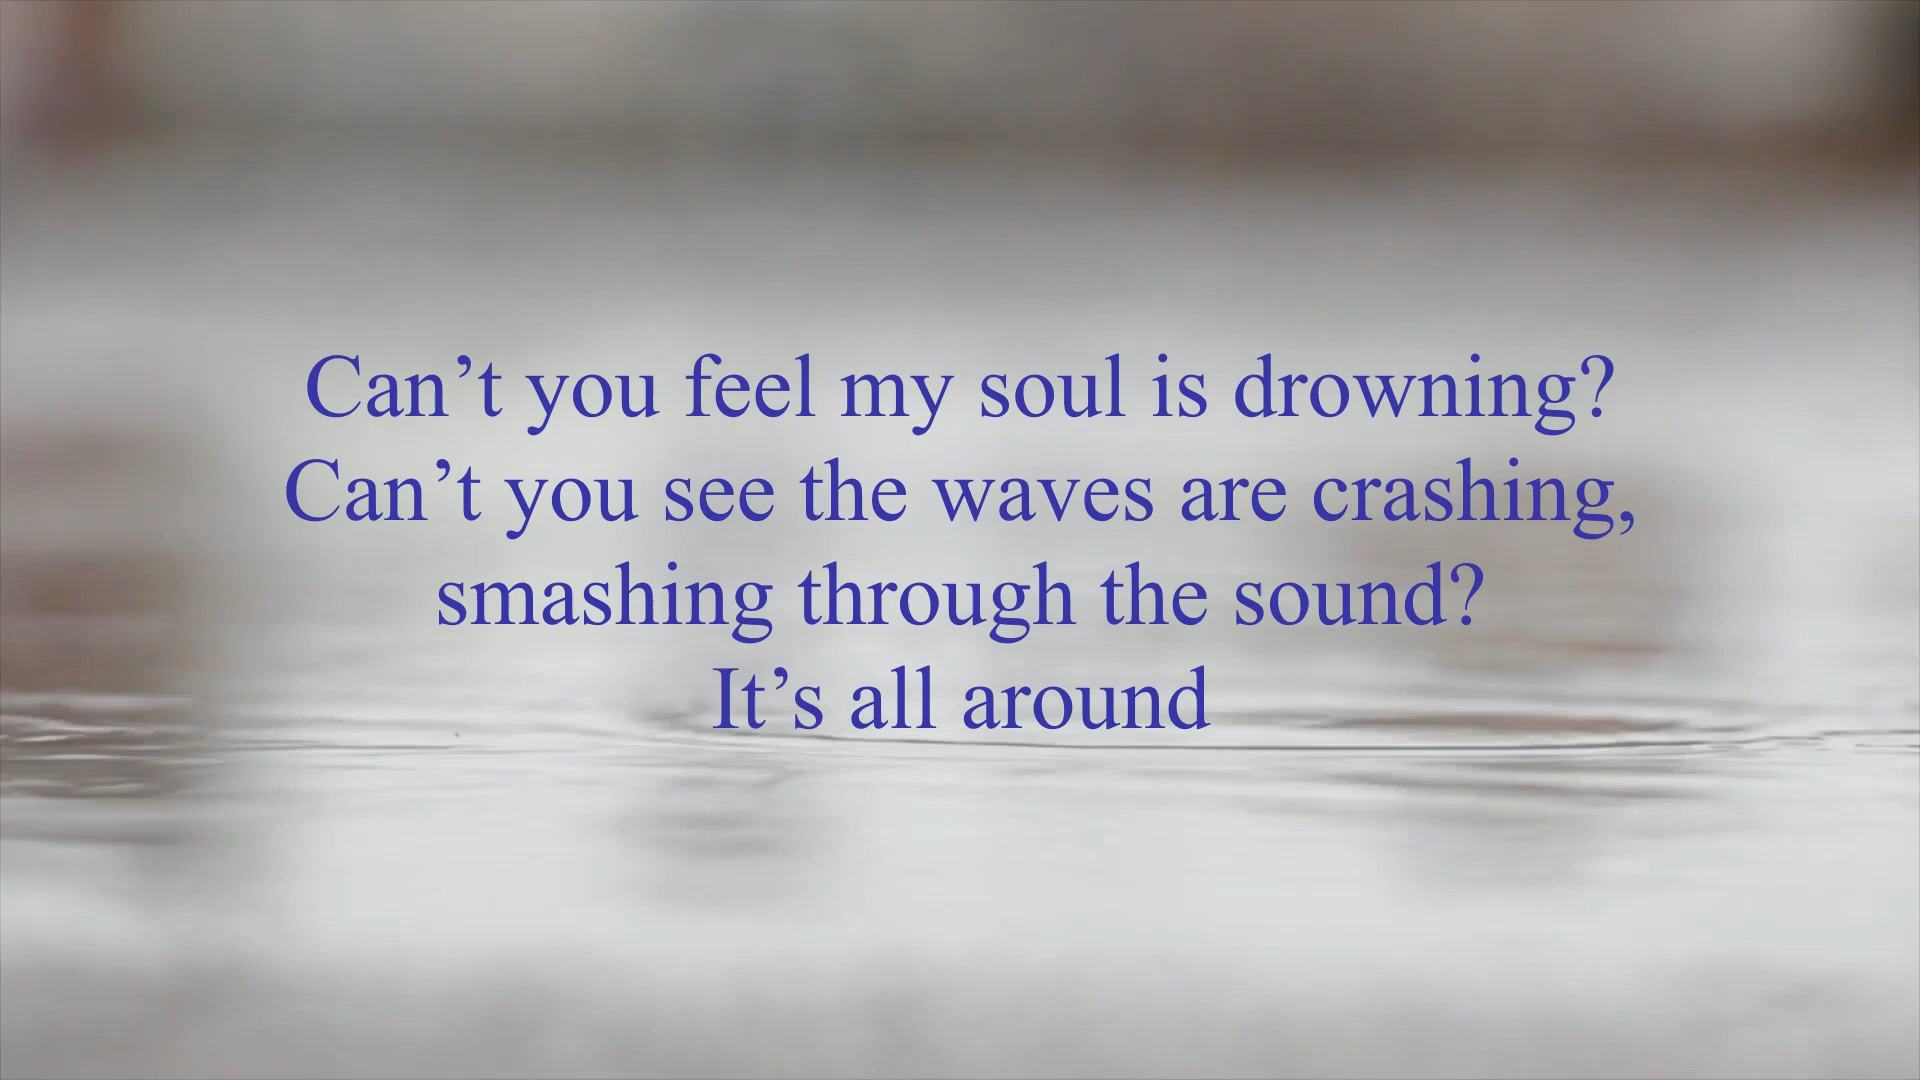 Can’t you feel my soul is drowning?
Can’t you see the waves are crashing,
smashing through the sound?
It’s all around